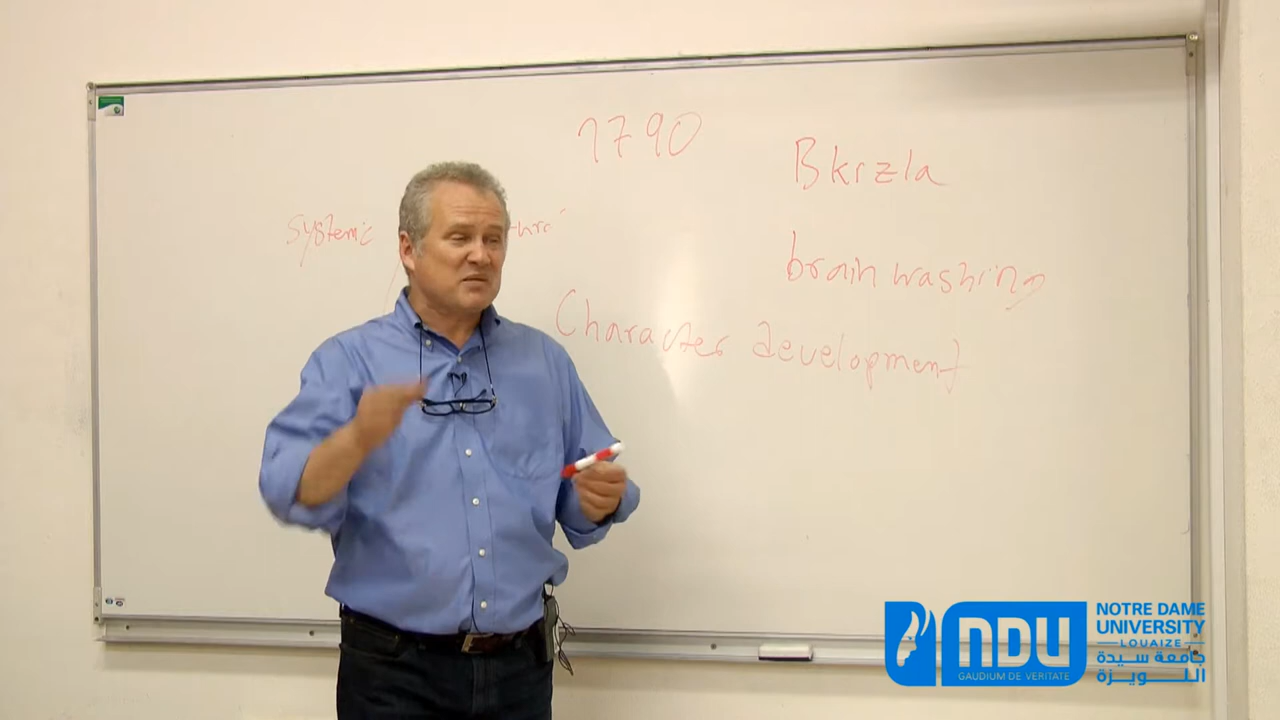 1790
Bkrzla
systemic
brainwashing
Character development
NDU
GAUDIUM DE VERITATE
NOTRE DAME
UNIVERSITY
LOUAIZE
جامعة سيدة
اللويزة